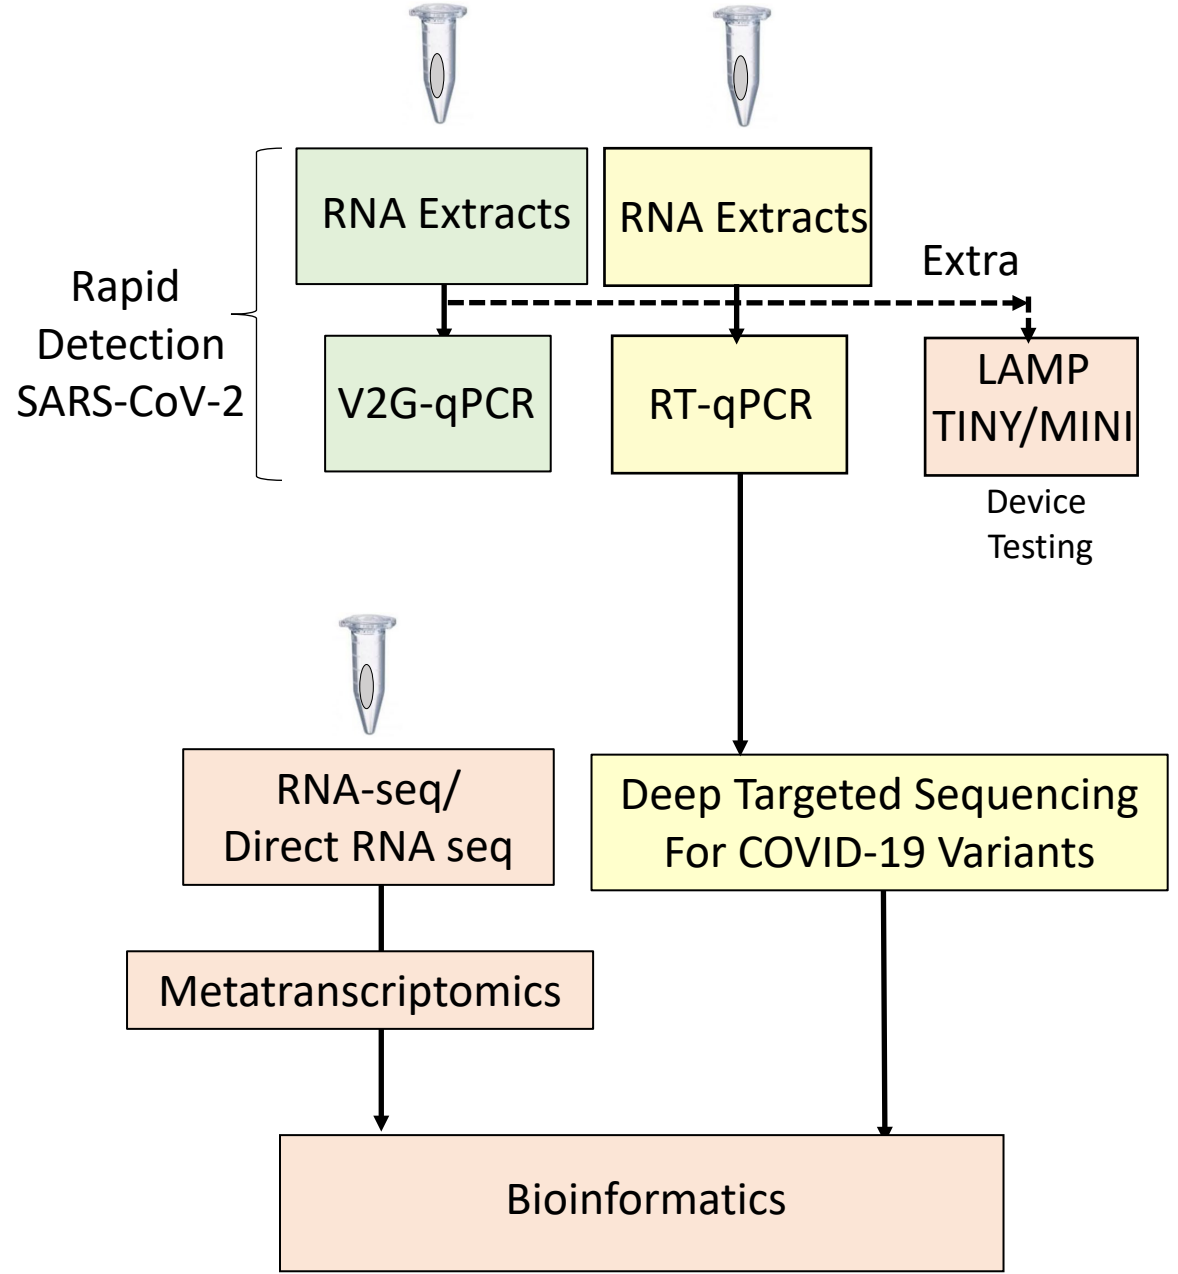 RNA Extracts
RNA Extracts
Extra
Rapid
Detection
SARS-CoV-2
V2G-qPCR
RT-qPCR
LAMP
TINY/MINI
Device
Testing
RNA-seq/
Direct RNA seq
Deep Targeted Sequencing
For COVID-19 Variants
Metatranscriptomics
Bioinformatics